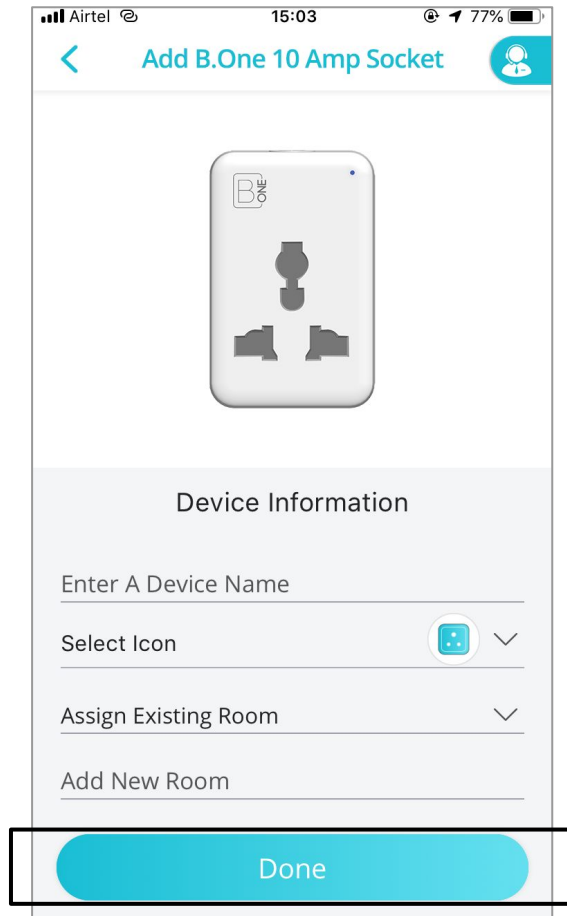 Airtel 15:03 77%
Add B.One 10 Amp Socket
B ONE
Device Information
Enter A Device Name
Select Icon
Assign Existing Room
Add New Room
Done